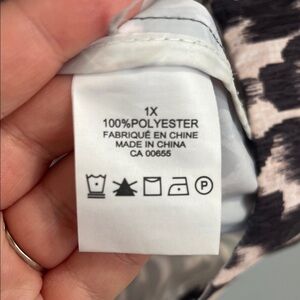 1X
100%POLYESTER
FABRIQUÉ EN CHINE
MADE IN CHINA
CA 00655
P